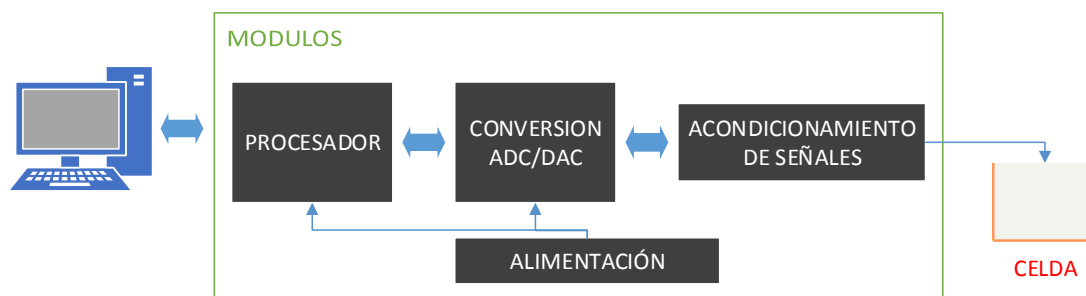 MODULOS
PROCESADOR
CONVERSION
ADC/DAC
ACONDICIONAMIENTO
DE SEÑALES
ALIMENTACIÓN
CELDA